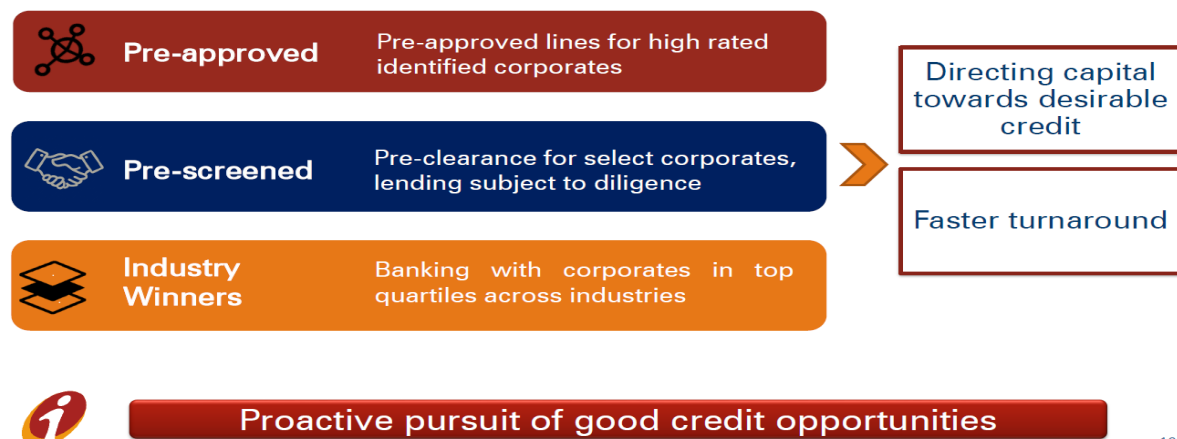 Pre-approved
Pre-approved lines for high rated
identified corporates
Pre-screened
Pre-clearance for select corporates,
lending subject to diligence
Industry
Winners
Banking with corporates in top
quartiles across industries
Directing capital
towards desirable
credit
Faster turnaround
Proactive pursuit of good credit opportunities